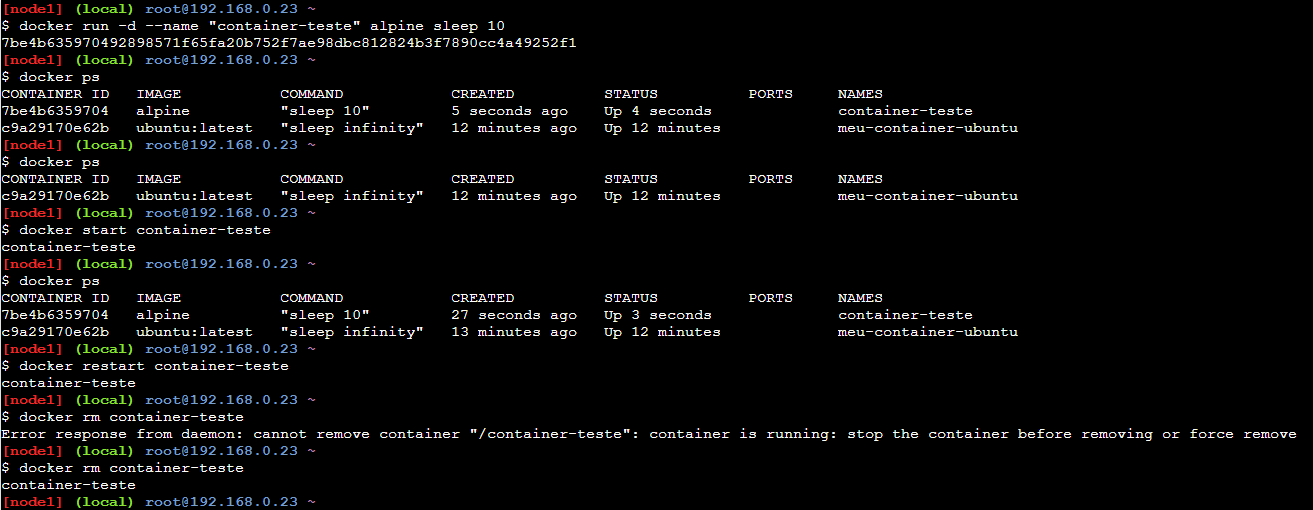 [node1] (local) root@192.168.0.23 ~
$ docker run -d --name "container-teste" alpine sleep 10
7be4b635970492898571f65fa20b752f7ae98dbc812824b3f7890cc4a49252f1
[node1] (local) root@192.168.0.23 ~
$ docker ps
CONTAINER ID   IMAGE           COMMAND            CREATED          STATUS          PORTS     NAMES
7be4b6359704   alpine          "sleep 10"         5 seconds ago    Up 4 seconds              container-teste
c9a29170e62b   ubuntu:latest   "sleep infinity"   12 minutes ago   Up 12 minutes             meu-container-ubuntu
[node1] (local) root@192.168.0.23 ~
$ docker ps
CONTAINER ID   IMAGE           COMMAND            CREATED          STATUS          PORTS     NAMES
c9a29170e62b   ubuntu:latest   "sleep infinity"   12 minutes ago   Up 12 minutes             meu-container-ubuntu
[node1] (local) root@192.168.0.23 ~
$ docker start container-teste
container-teste
[node1] (local) root@192.168.0.23 ~
$ docker ps
CONTAINER ID   IMAGE           COMMAND            CREATED          STATUS          PORTS     NAMES
7be4b6359704   alpine          "sleep 10"         27 seconds ago   Up 3 seconds              container-teste
c9a29170e62b   ubuntu:latest   "sleep infinity"   13 minutes ago   Up 12 minutes             meu-container-ubuntu
[node1] (local) root@192.168.0.23 ~
$ docker restart container-teste
container-teste
[node1] (local) root@192.168.0.23 ~
$ docker rm container-teste
Error response from daemon: cannot remove container "/container-teste": container is running: stop the container before removing or force remove
[node1] (local) root@192.168.0.23 ~
$ docker rm container-teste
container-teste
[node1] (local) root@192.168.0.23 ~